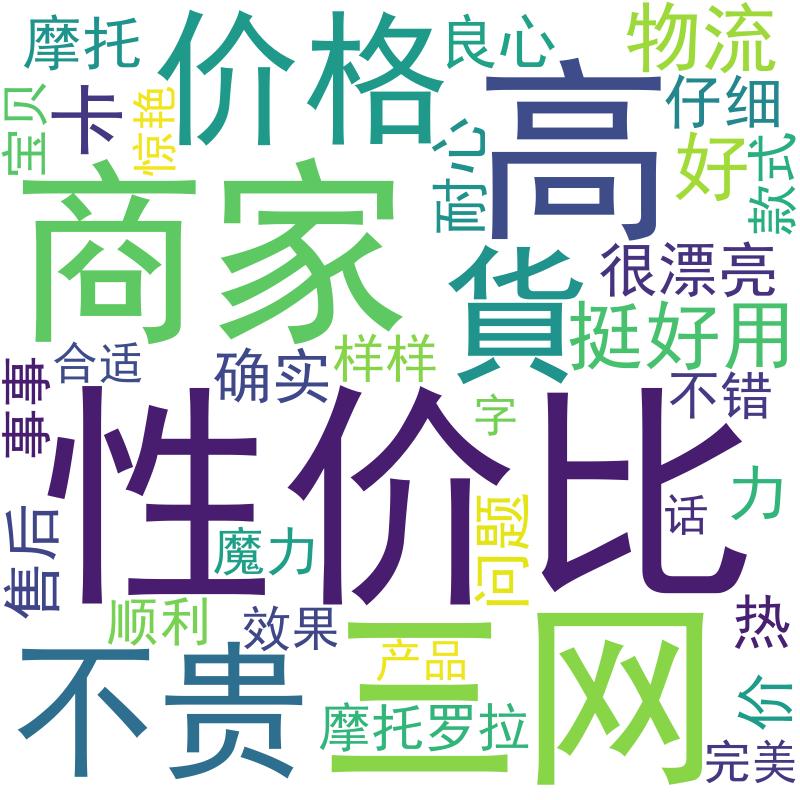 摩托
价格
良心
物流
宝贝
卡
惊艳
耐心
高
仔细
好
款式
商家
貨
很漂亮
挺好用
事事
合适
确实
样样
不错
性价比
字
售后
魔力
问题
话
力
顺利
效果
三网
热
不贵
产品
摩托罗拉
价
完美